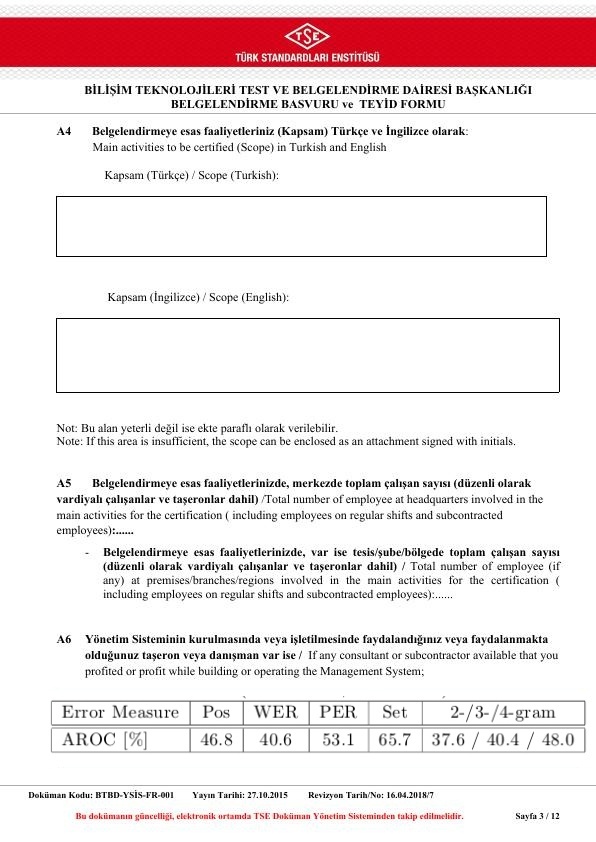 TSE
TÜRK STANDARDLARI ENSTİTÜSÜ
BİLİŞİM TEKNOLOJİLERİ TEST VE BELGELENDİRME DAİRESİ BAŞKANLIĞI
BELGELENDİRME BASVURU ve TEYID FORMU
A4 Belgelendirmeye esas faaliyetleriniz (Kapsam) Türkçe ve İngilizce olarak:
Main activities to be certified (Scope) in Turkish and English
Kapsam (Türkçe) / Scope (Turkish):
Kapsam (İngilizce) / Scope (English):
Not: Bu alan yeterli değil ise ekte paraflı olarak verilebilir.
Note: If this area is insufficient, the scope can be enclosed as an attachment signed with initials.
A5 Belgelendirmeye esas faaliyetlerinizde, merkezde toplam çalışan sayısı (düzenli olarak
vardiyalı çalışanlar ve taşeronlar dahil) /Total number of employee at headquarters involved in the
main activities for the certification ( including employees on regular shifts and subcontracted
employees):......
- Belgelendirmeye esas faaliyetlerinizde, var ise tesis/şube/bölgede toplam çalışan sayısı
(düzenli olarak vardiyalı çalışanlar ve taşeronlar dahil) / Total number of employee (if
any) at premises/branches/regions involved in the main activities for the certification (
including employees on regular shifts and subcontracted employees):......
A6 Yönetim Sisteminin kurulmasında veya işletilmesinde faydalandığınız veya faydalanmakta
olduğunuz taşeron veya danışman var ise / If any consultant or subcontractor available that you
profited or profit while building or operating the Management System;
Error Measure Pos WER PER Set 2-/3-/4-gram
AROC [%] 46.8 40.6 53.1 65.7 37.6 / 40.4 / 48.0
Doküman Kodu: BTBD-YSİS-FR-001 Yayın Tarihi: 27.10.2015 Revizyon Tarih/No: 16.04.2018/7
Bu dokümanın güncelliği, elektronik ortamda TSE Doküman Yönetim Sisteminden takip edilmelidir. Sayfa 3 / 12